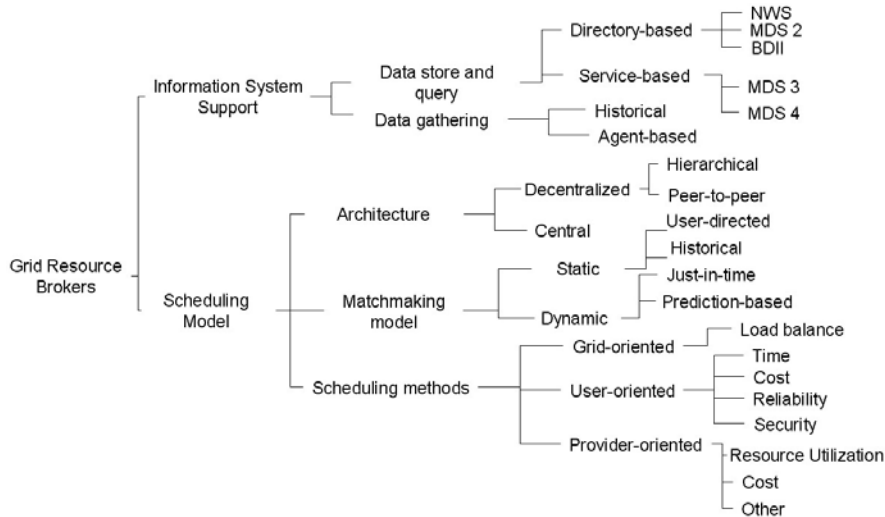 NWS
Directory-based
MDS 2
BDII
Information System
Support
Data store and
query
Service-based
MDS 3
MDS 4
Data gathering
Historical
Agent-based
Hierarchical
Decentralized
Peer-to-peer
Architecture
Central
User-directed
Historical
Static
Just-in-time
Grid Resource
Brokers
Scheduling
Model
Matchmaking
model
Prediction-based
Dynamic
Load balance
Grid-oriented
Scheduling methods
User-oriented
Time
Cost
Reliability
Security
Provider-oriented
Resource Utilization
Cost
Other